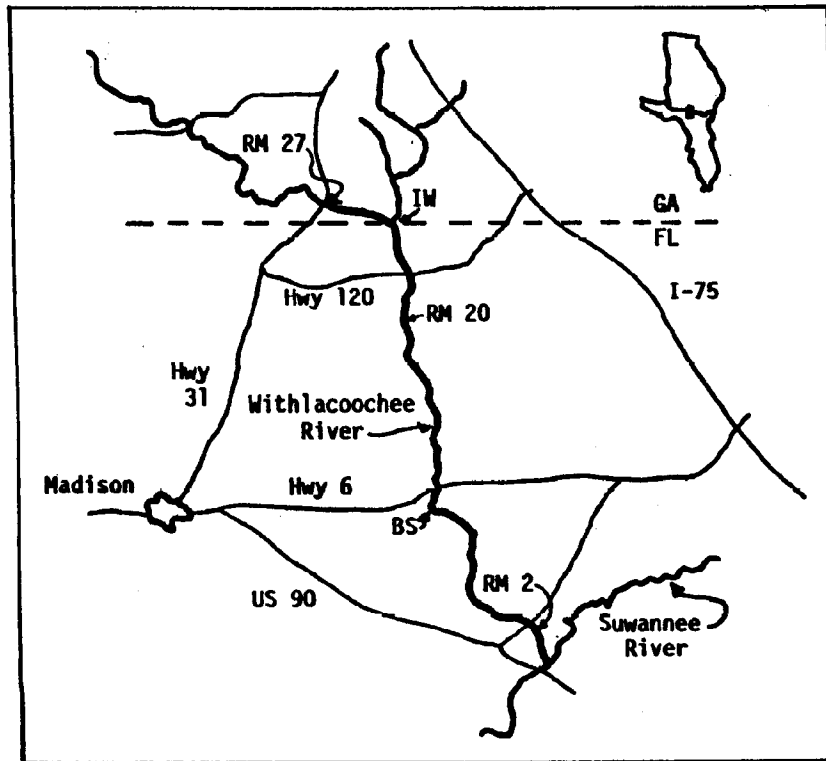 RM 27
IW
GA
FL
Hwy 120
I-75
RM 20
Hwy
31
Withlacoochee
River
Madison
Hwy 6
BS
RM 2
US 90
Suwannee
River